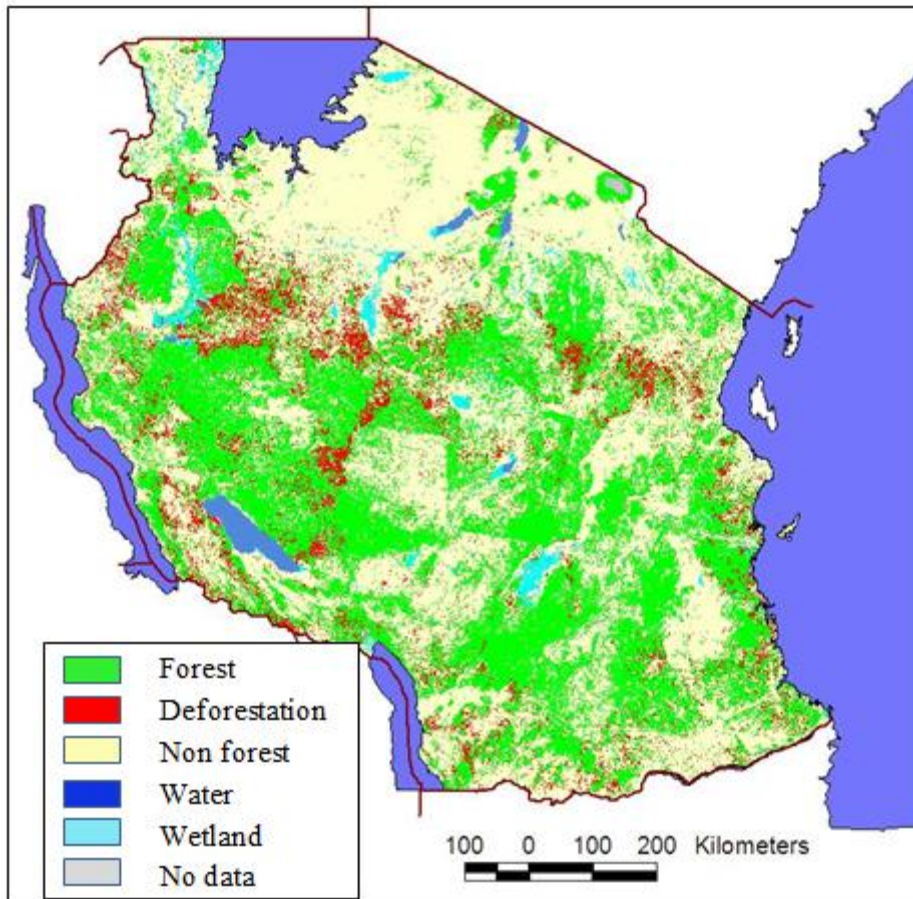 Forest
Deforestation
Non forest
Water
Wetland
No data
100 0 100 200 Kilometers